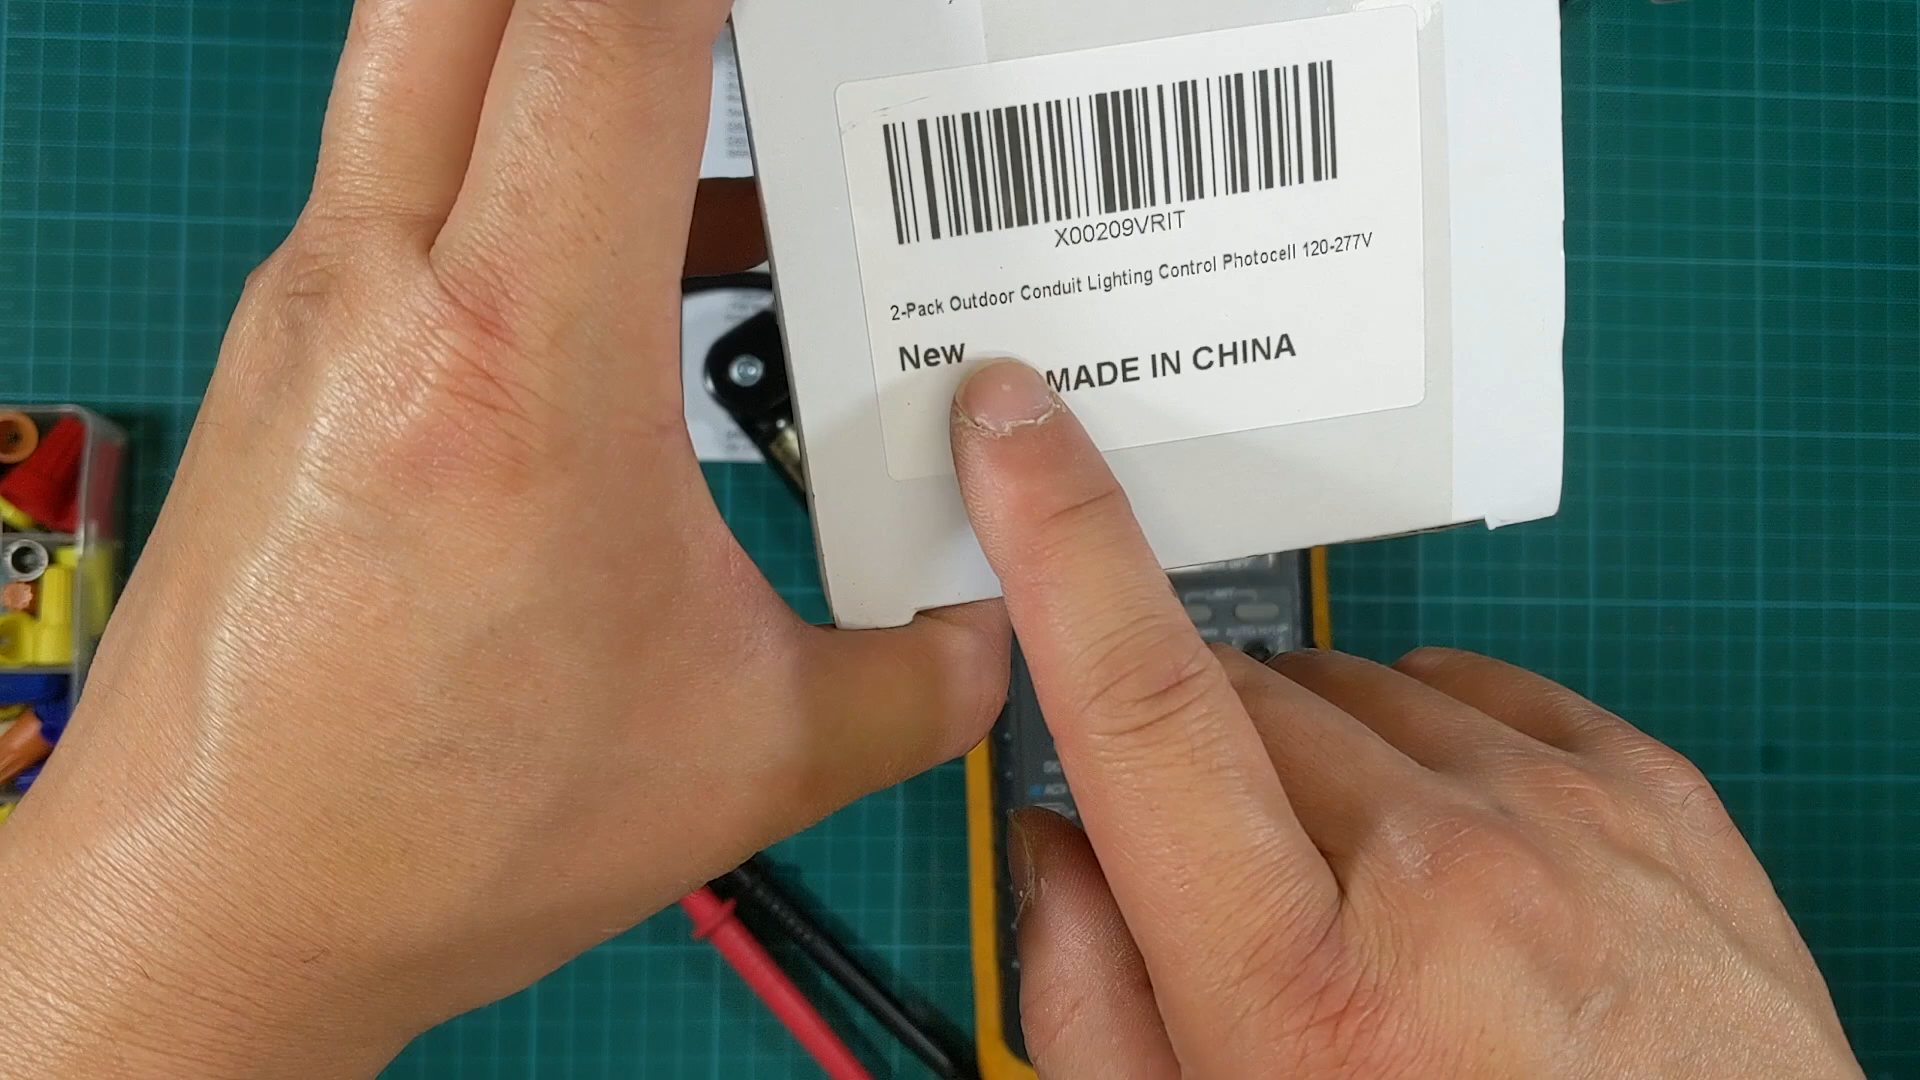 X00209VRIT
2-Pack Outdoor Conduit Lighting Control Photocell 120-277V
New
MADE IN CHINA